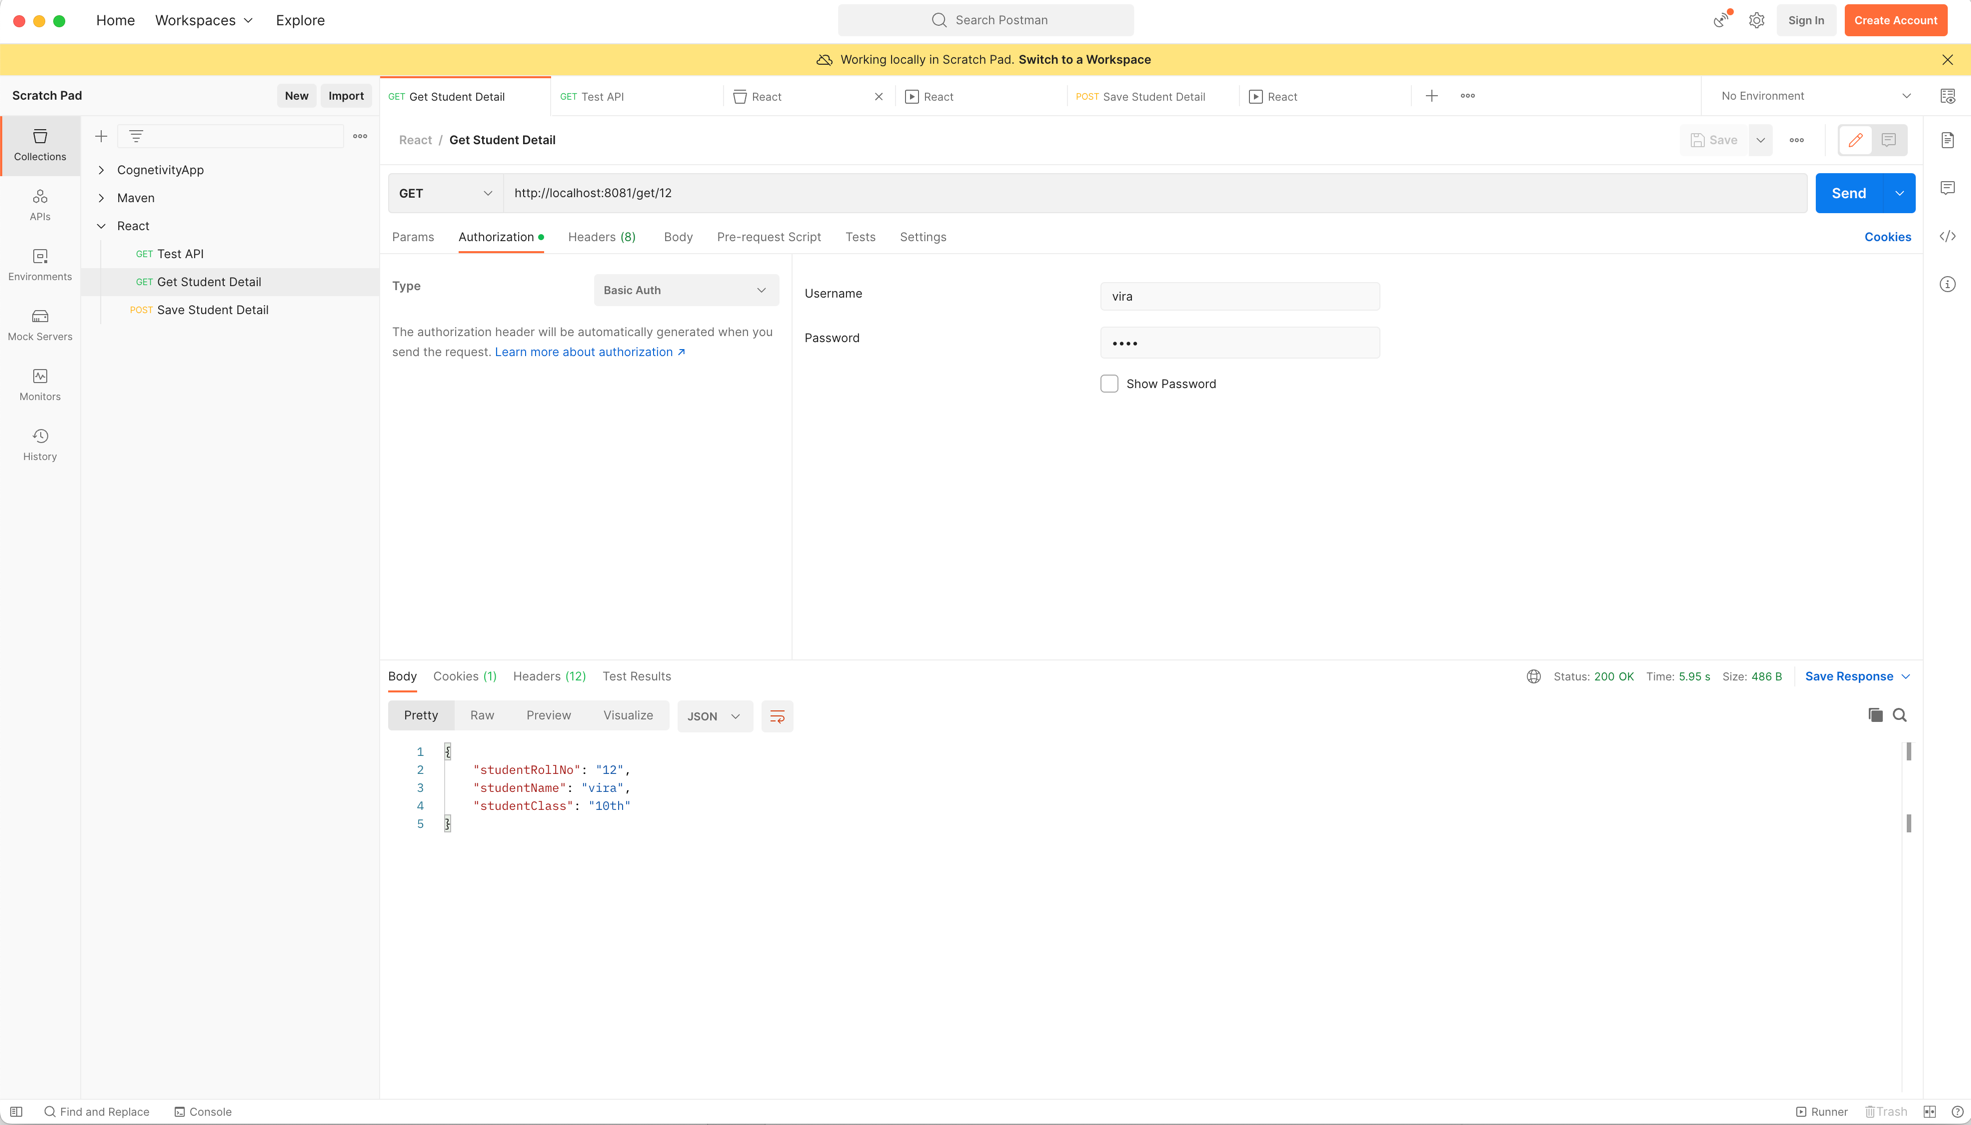 Home Workspaces Explore Search Postman Sign In Create Account
Working locally in Scratch Pad. Switch to a Workspace
Scratch Pad New Import
GET Get Student Detail GET Test API React React POST Save Student Detail React No Environment
Collections
APIs
Environments
Mock Servers
Monitors
History
CognetivityApp
Maven
React
GET Test API
GET Get Student Detail
POST Save Student Detail
React / Get Student Detail Save
GET http://localhost:8081/get/12 Send
Params Authorization Headers (8) Body Pre-request Script Tests Settings Cookies
Type Basic Auth
The authorization header will be automatically generated when you
send the request. Learn more about authorization ↗
Username vira
Password ••••
Show Password
Body Cookies (1) Headers (12) Test Results Status: 200 OK Time: 5.95 s Size: 486 B Save Response
Pretty Raw Preview Visualize JSON
1 {
2 "studentRollNo": "12",
3 "studentName": "vira",
4 "studentClass": "10th"
5 }
Find and Replace Console Runner Trash